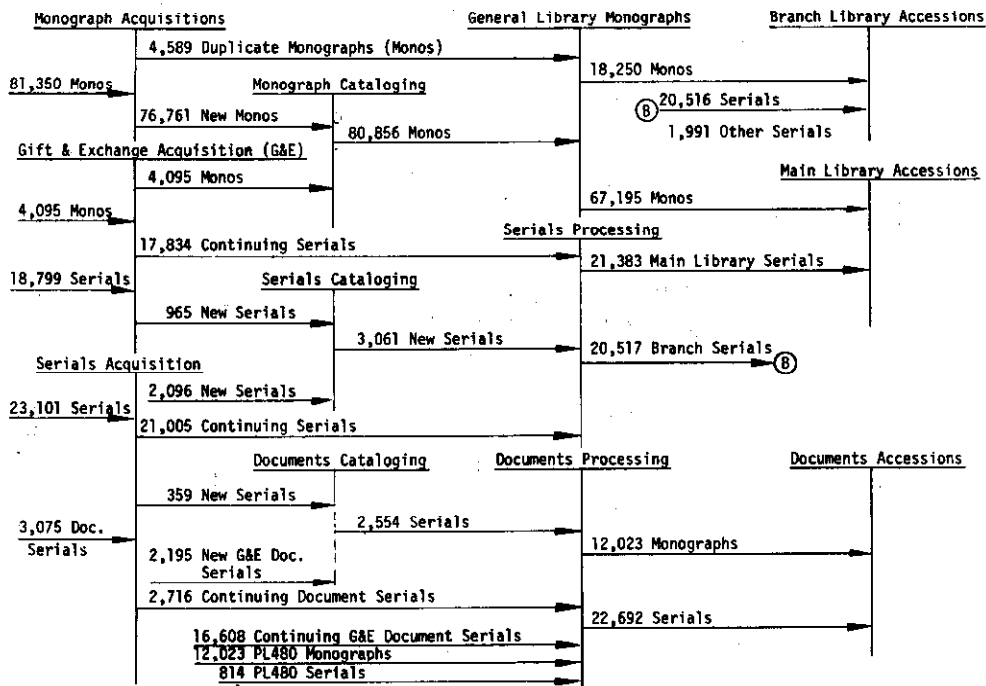 Monograph Acquisitions
General Library Monographs
Branch Library Accessions
4,589 Duplicate Monographs (Monos)
18,250 Monos
81,350 Monos
Monograph Cataloging
B 20,516 Serials
76,761 New Monos
80,856 Monos
1,991 Other Serials
Gift & Exchange Acquisition (G&E)
4,095 Monos
Main Library Accessions
67,195 Monos
4,095 Monos
Serials Processing
17,834 Continuing Serials
21,383 Main Library Serials
18,799 Serials
Serials Cataloging
965 New Serials
3,061 New Serials
20,517 Branch Serials B
Serials Acquisition
2,096 New Serials
23,101 Serials
21,005 Continuing Serials
Documents Cataloging
Documents Processing
Documents Accessions
359 New Serials
2,554 Serials
3,075 Doc.
Serials
12,023 Monographs
2,195 New G&E Doc.
Serials
2,716 Continuing Document Serials
22,692 Serials
16,608 Continuing G&E Document Serials
12,023 PL480 Monographs
814 PL480 Serials